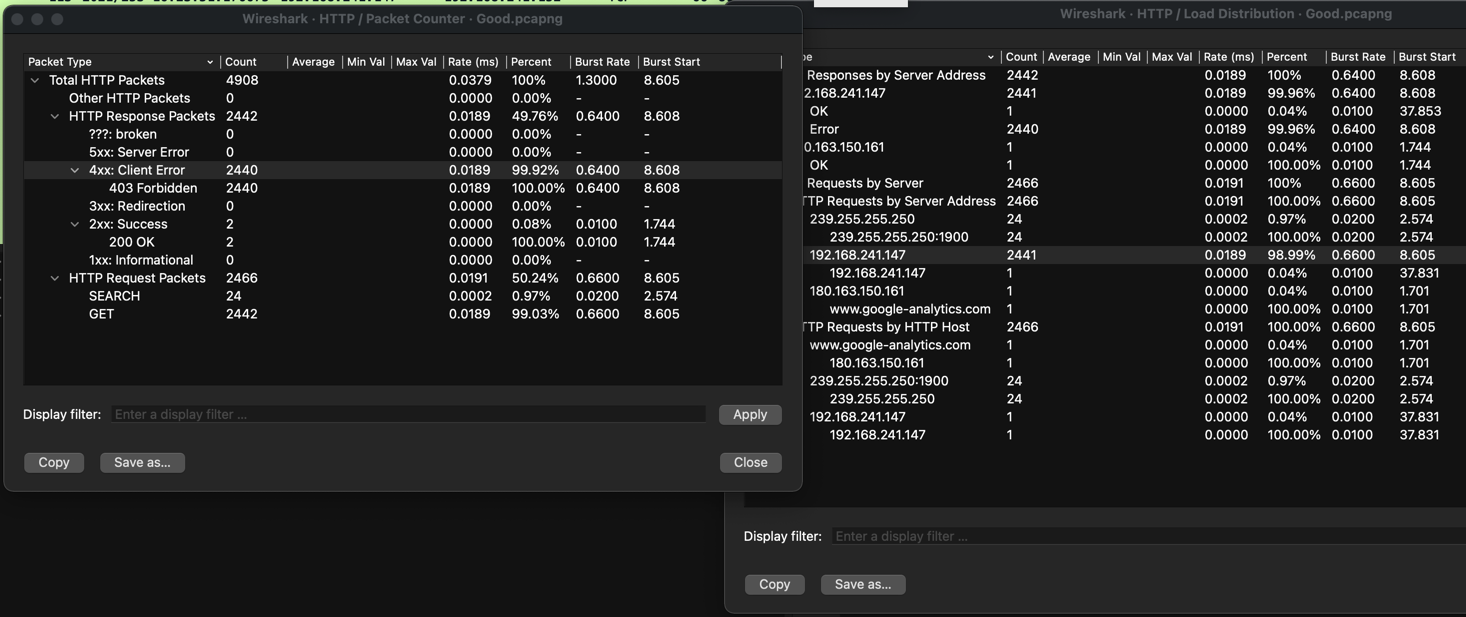 Wireshark · HTTP / Packet Counter · Good.pcapng
Packet Type Count Average Min Val Max Val Rate (ms) Percent Burst Rate Burst Start
Total HTTP Packets 4908 0.0379 100% 1.3000 8.605
Other HTTP Packets 0 0.0000 0.00% - -
HTTP Response Packets 2442 0.0189 49.76% 0.6400 8.608
???: broken 0 0.0000 0.00% - -
5xx: Server Error 0 0.0000 0.00% - -
4xx: Client Error 2440 0.0189 99.92% 0.6400 8.608
403 Forbidden 2440 0.0189 100.00% 0.6400 8.608
3xx: Redirection 0 0.0000 0.00% - -
2xx: Success 2 0.0000 0.08% 0.0100 1.744
200 OK 2 0.0000 100.00% 0.0100 1.744
1xx: Informational 0 0.0000 0.00% - -
HTTP Request Packets 2466 0.0191 50.24% 0.6600 8.605
SEARCH 24 0.0002 0.97% 0.0200 2.574
GET 2442 0.0189 99.03% 0.6600 8.605
Display filter: Enter a display filter ... Apply
Copy Save as... Close
Wireshark · HTTP / Load Distribution · Good.pcapng
Count Average Min Val Max Val Rate (ms) Percent Burst Rate Burst Start
Responses by Server Address 2442 0.0189 100% 0.6400 8.608
2.168.241.147 2441 0.0189 99.96% 0.6400 8.608
OK 1 0.0000 0.04% 0.0100 37.853
Error 2440 0.0189 99.96% 0.6400 8.608
0.163.150.161 1 0.0000 0.04% 0.0100 1.744
OK 1 0.0000 100.00% 0.0100 1.744
Requests by Server 2466 0.0191 100% 0.6600 8.605
TP Requests by Server Address 2466 0.0191 100.00% 0.6600 8.605
239.255.255.250 24 0.0002 0.97% 0.0200 2.574
239.255.255.250:1900 24 0.0002 100.00% 0.0200 2.574
192.168.241.147 2441 0.0189 98.99% 0.6600 8.605
192.168.241.147 1 0.0000 0.04% 0.0100 37.831
180.163.150.161 1 0.0000 0.04% 0.0100 1.701
www.google-analytics.com 1 0.0000 100.00% 0.0100 1.701
TP Requests by HTTP Host 2466 0.0191 100.00% 0.6600 8.605
www.google-analytics.com 1 0.0000 0.04% 0.0100 1.701
180.163.150.161 1 0.0000 100.00% 0.0100 1.701
239.255.255.250:1900 24 0.0002 0.97% 0.0200 2.574
239.255.255.250 24 0.0002 100.00% 0.0200 2.574
192.168.241.147 1 0.0000 0.04% 0.0100 37.831
192.168.241.147 1 0.0000 100.00% 0.0100 37.831
Display filter: Enter a display filter ...
Copy Save as...